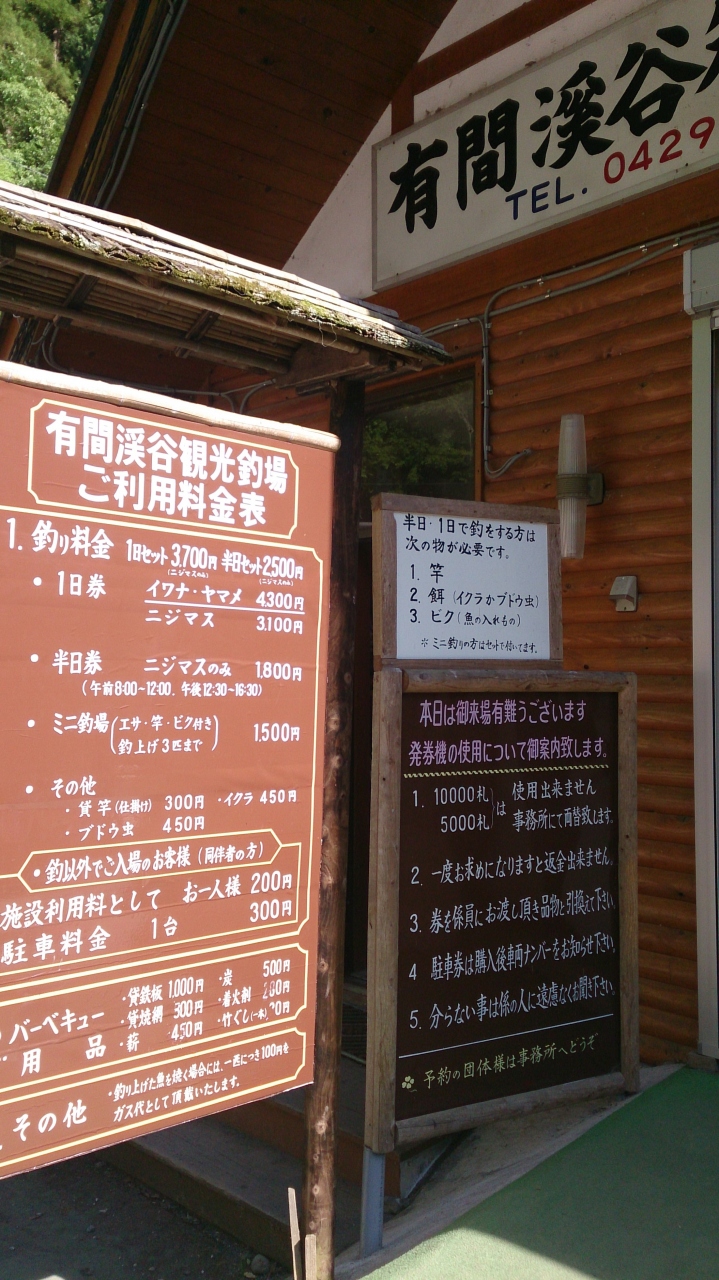 有間渓谷
TEL. 0429
有間渓谷観光釣場
ご利用料金表
1. 釣り料金 1日セット3,700円 半日セット2,500円
(ニジマスのみ) (ニジマスのみ)
・1日券 イワナ・ヤマメ 4,300円
ニジマス 3,100円
・半日券 ニジマスのみ 1,800円
(午前8:00~12:00. 午後12:30~16:30)
・ミニ釣場(エサ・竿・ビク付き 釣上げ3匹まで) 1,500円
・その他
・貸竿(仕掛け) 300円 ・イクラ 450円
・ブドウ虫 450円
・釣以外でご入場のお客様(同伴者の方)
施設利用料として お一人様 200円
駐車料金 1台 300円
バーベキュー用品
・貸鉄板 1,000円 ・炭 500円
・貸焼網 300円 ・着火剤
・薪 450円 ・竹ぐし(一本)
その他
・釣り上げた魚を焼く場合には、一匹につき100円を
ガス代として頂戴いたします。
半日・1日で釣をする方は
次の物が必要です。
1. 竿
2. 餌(イクラかブドウ虫)
3. ビク(魚の入れもの)
※ミニ釣りの方はセットで付いてます.
本日は御来場有難うございます
発券機の使用について御案内致します。
1. 10000札 5000札 は 使用出来ません
事務所にて両替致します.
2. 一度お求めになりますと返金出来ません.
3. 券を係員にお渡し頂き品物と引換えて下さい.
4 駐車券は購入後車両ナンバーをお知らせ下さい.
5. 分らない事は係の人に遠慮なくお聞き下さい.
予約の団体様は事務所へどうぞ